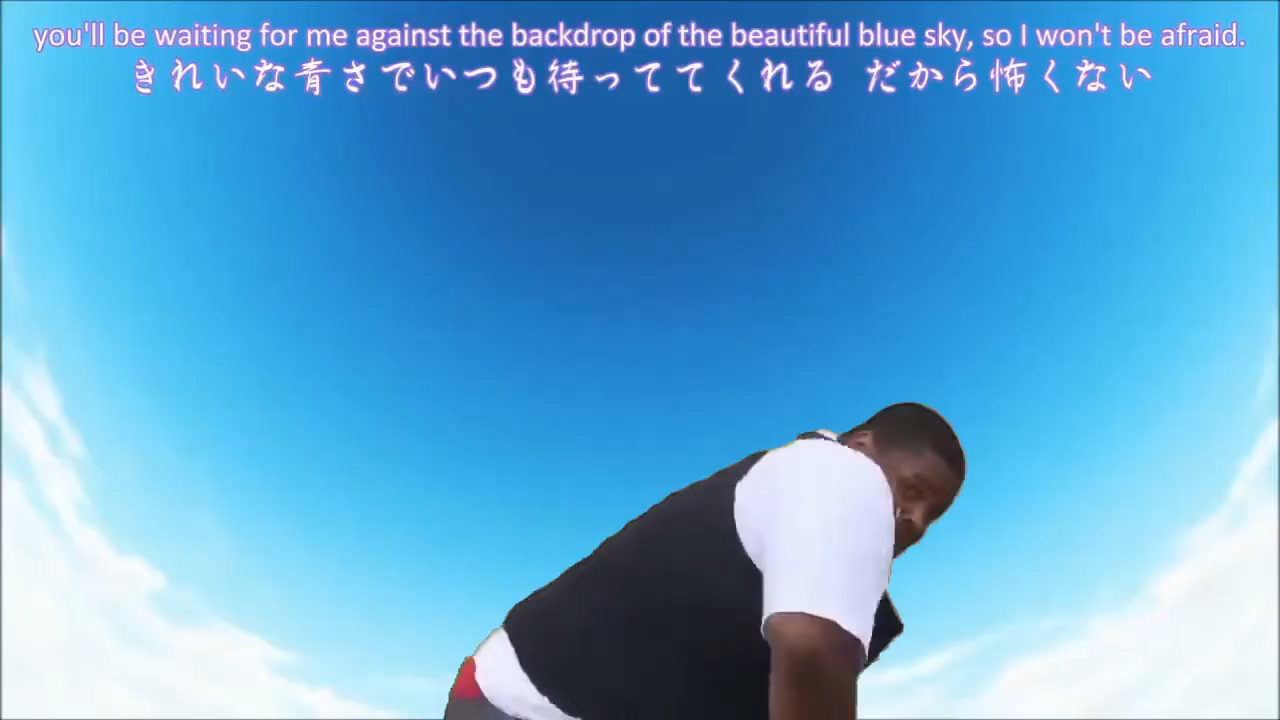 you'll be waiting for me against the backdrop of the beautiful blue sky, so I won't be afraid.
きれいな青さでいつも待っててくれる だから怖くない